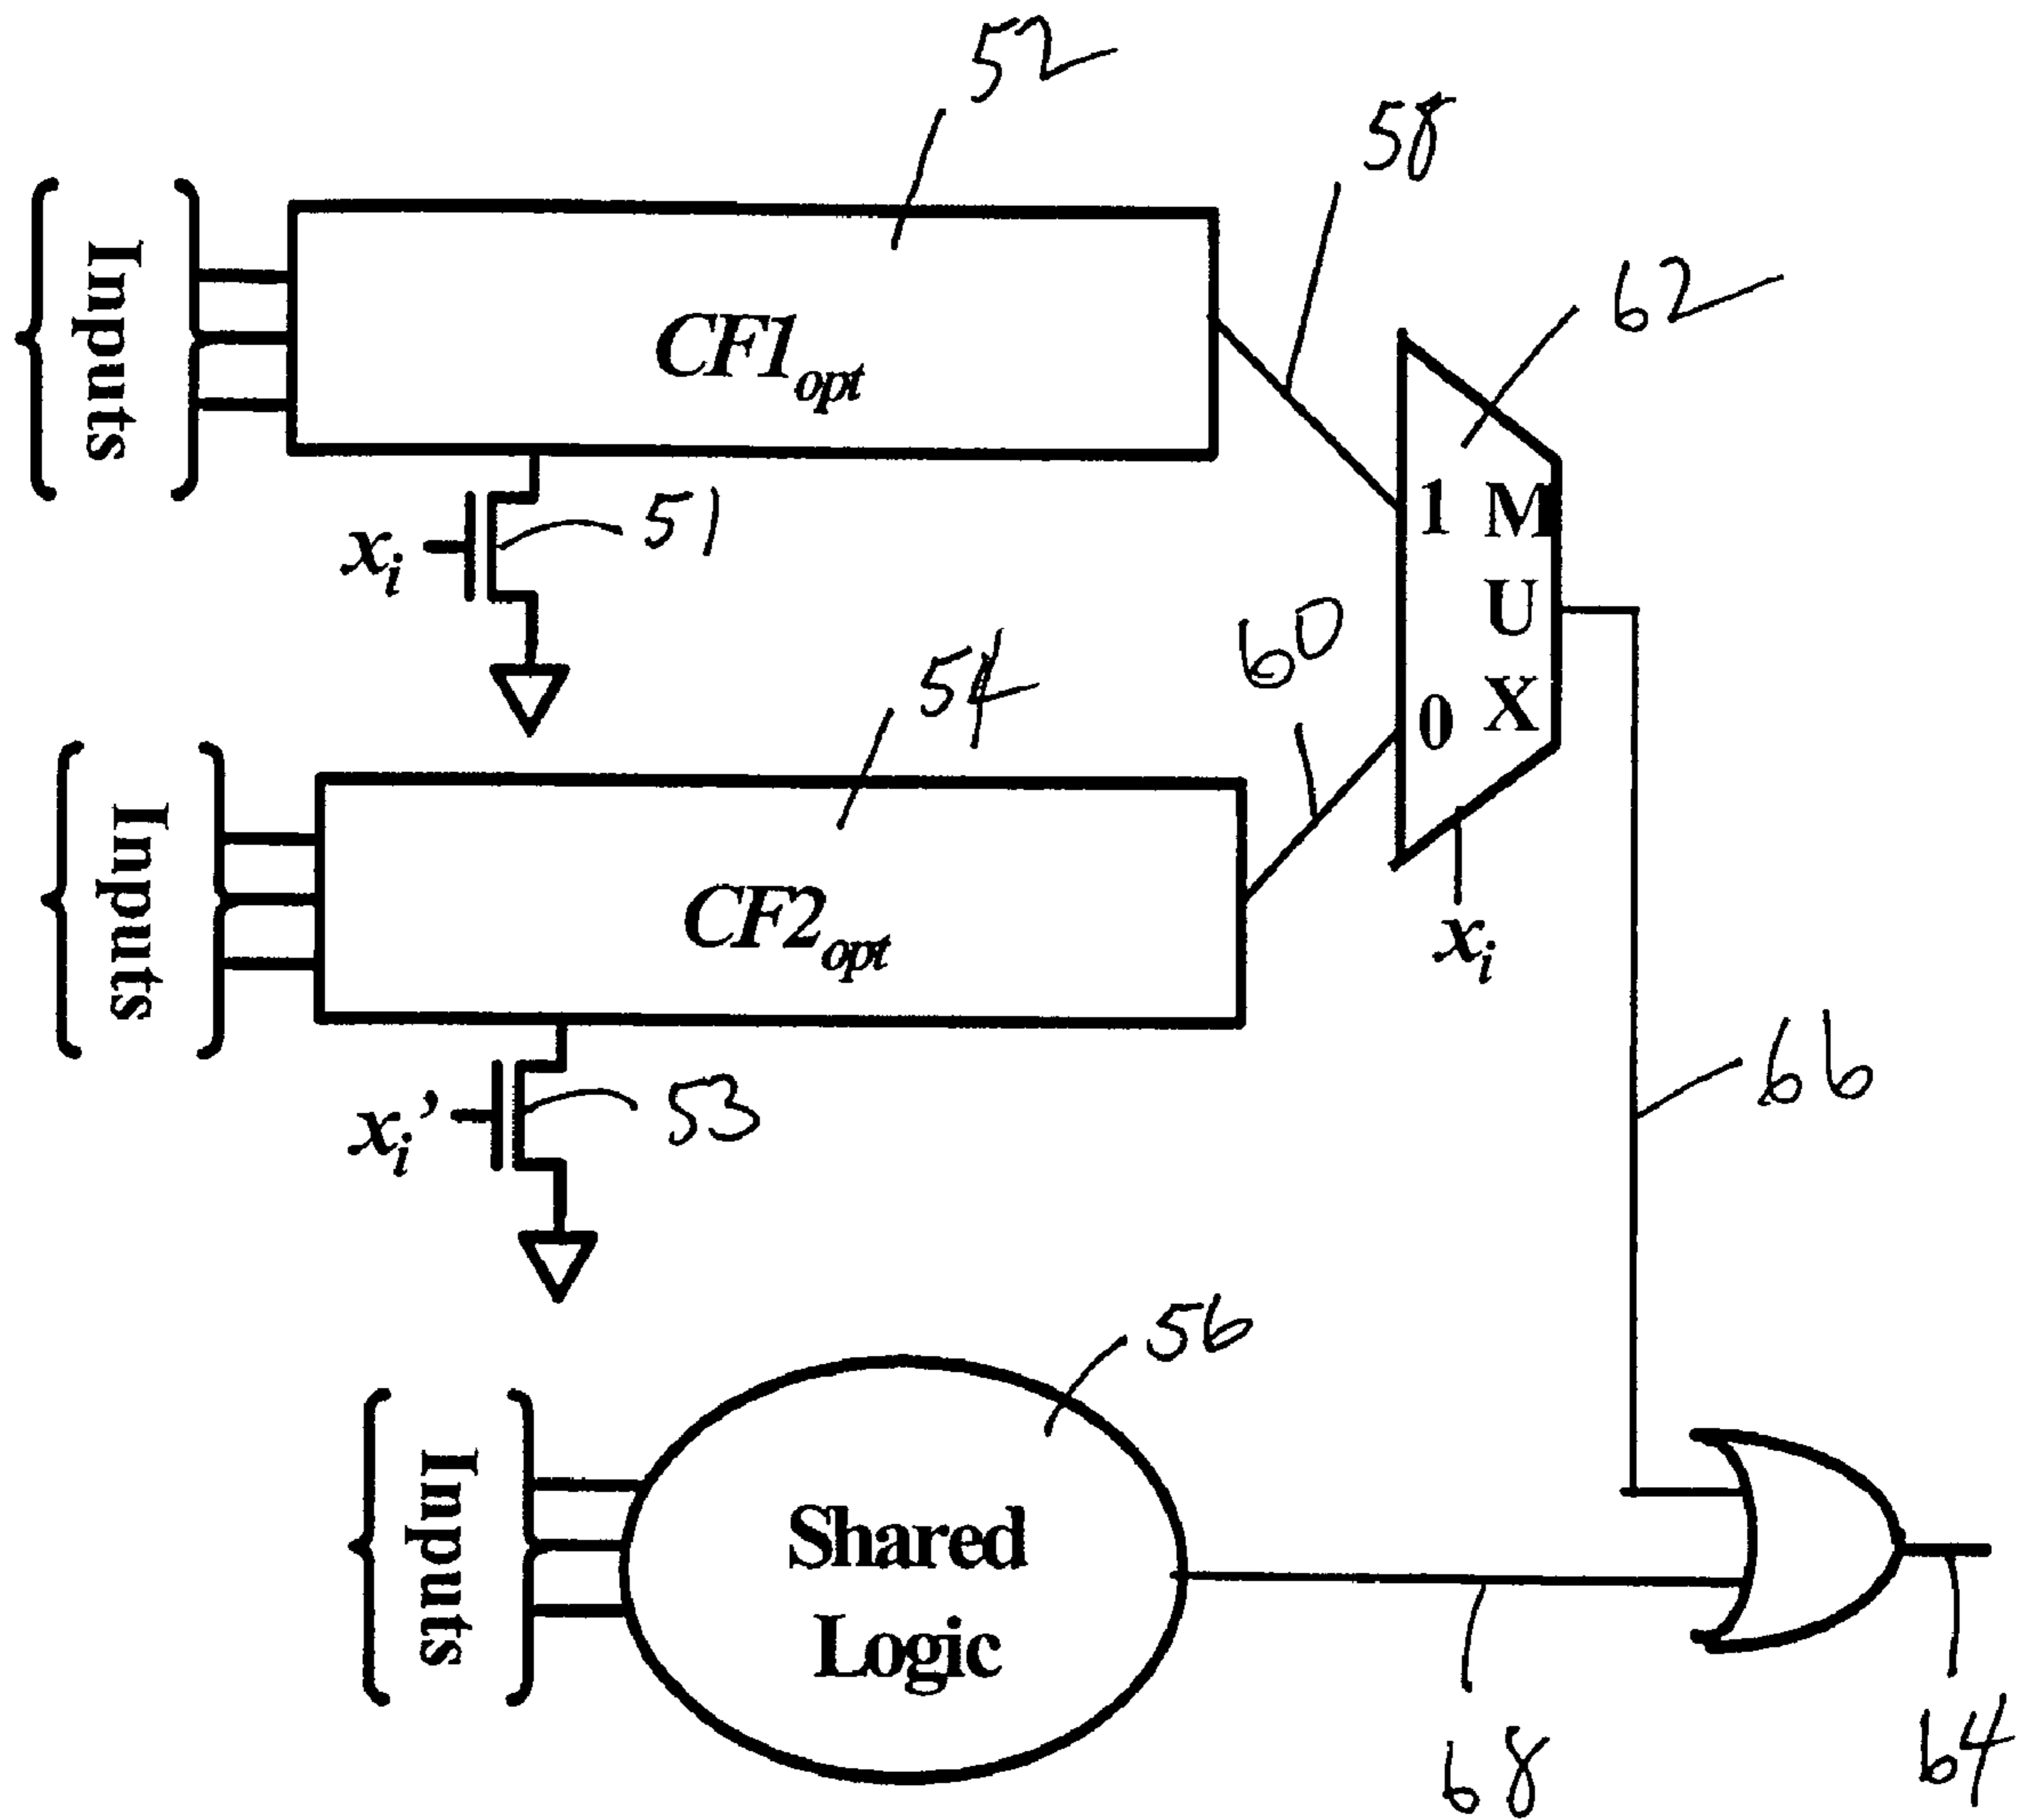 52
58
62
Inputs
CF1opt
1 M
U
0 X
xi
51
60
54
Inputs
CF2opt
xi
xi'
53
66
56
Inputs
Shared
Logic
68
64